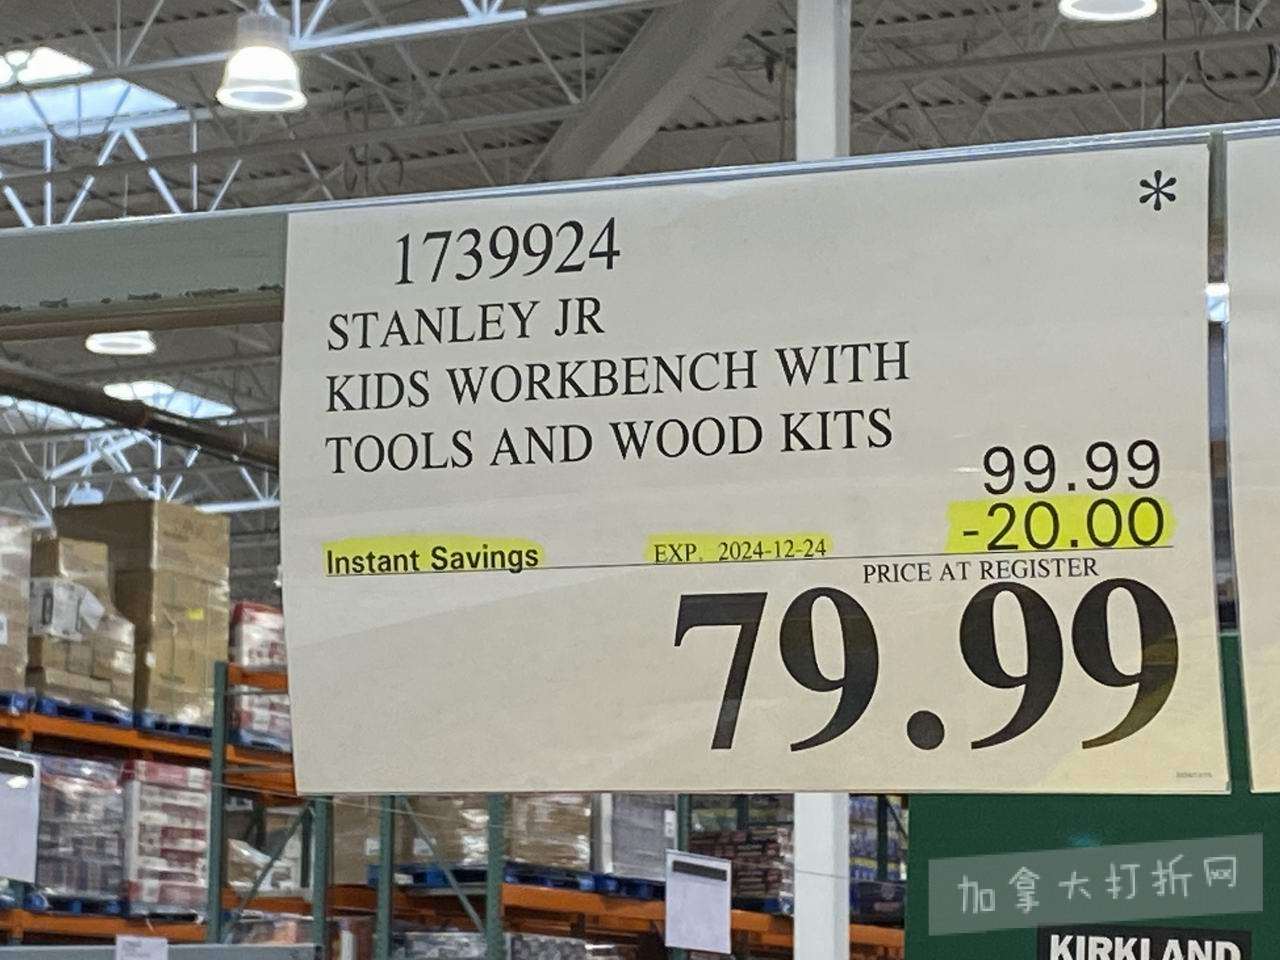 *
1739924
STANLEY JR
KIDS WORKBENCH WITH
TOOLS AND WOOD KITS
99.99
Instant Savings EXP. 2024-12-24 -20.00
PRICE AT REGISTER
79.99
加拿大打折网
KIRKLAND